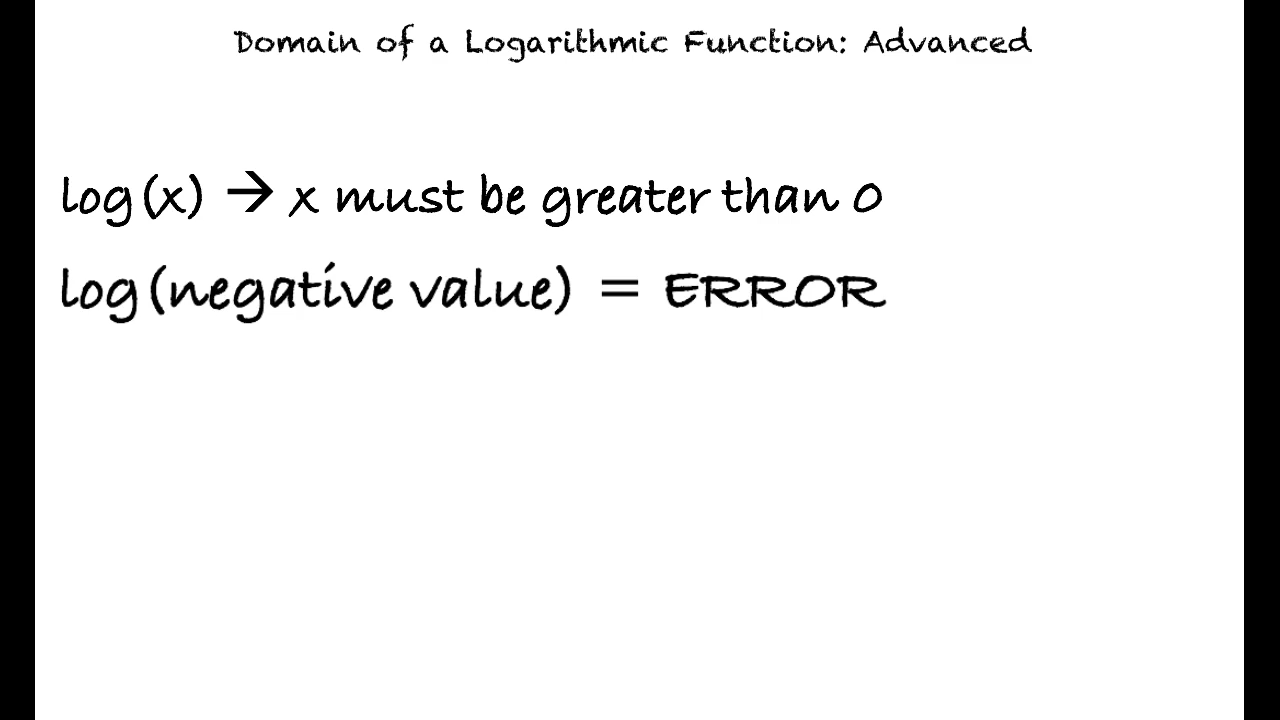 Domain of a Logarithmic Function: Advanced
log(x) → x must be greater than 0
log(negative value) = ERROR